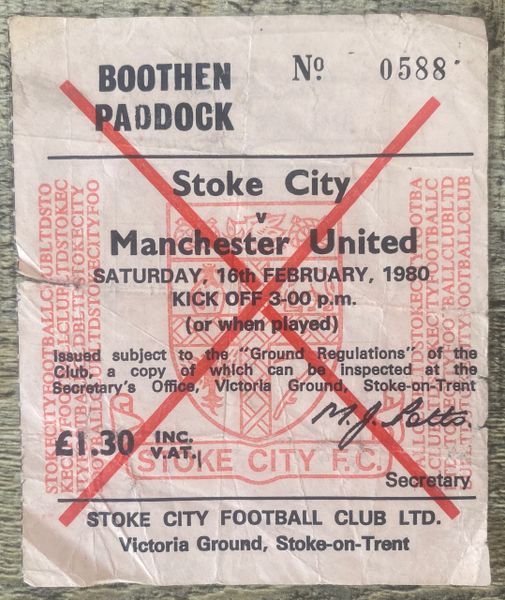 BOOTHEN
PADDOCK
Nº 0588
Stoke City
v
Manchester United
SATURDAY, 16th FEBRUARY, 1980
KICK OFF 3-00 p.m.
(or when played)
Issued subject to the "Ground Regulations" of the
Club, a copy of which can be inspected at the
Secretary's Office, Victoria Ground, Stoke-on-Trent
M. J. Potts.
£1.30 INC. V.A.T.
STOKE CITY F.C.
Secretary
STOKE CITY FOOTBALL CLUB LTD.
Victoria Ground, Stoke-on-Trent